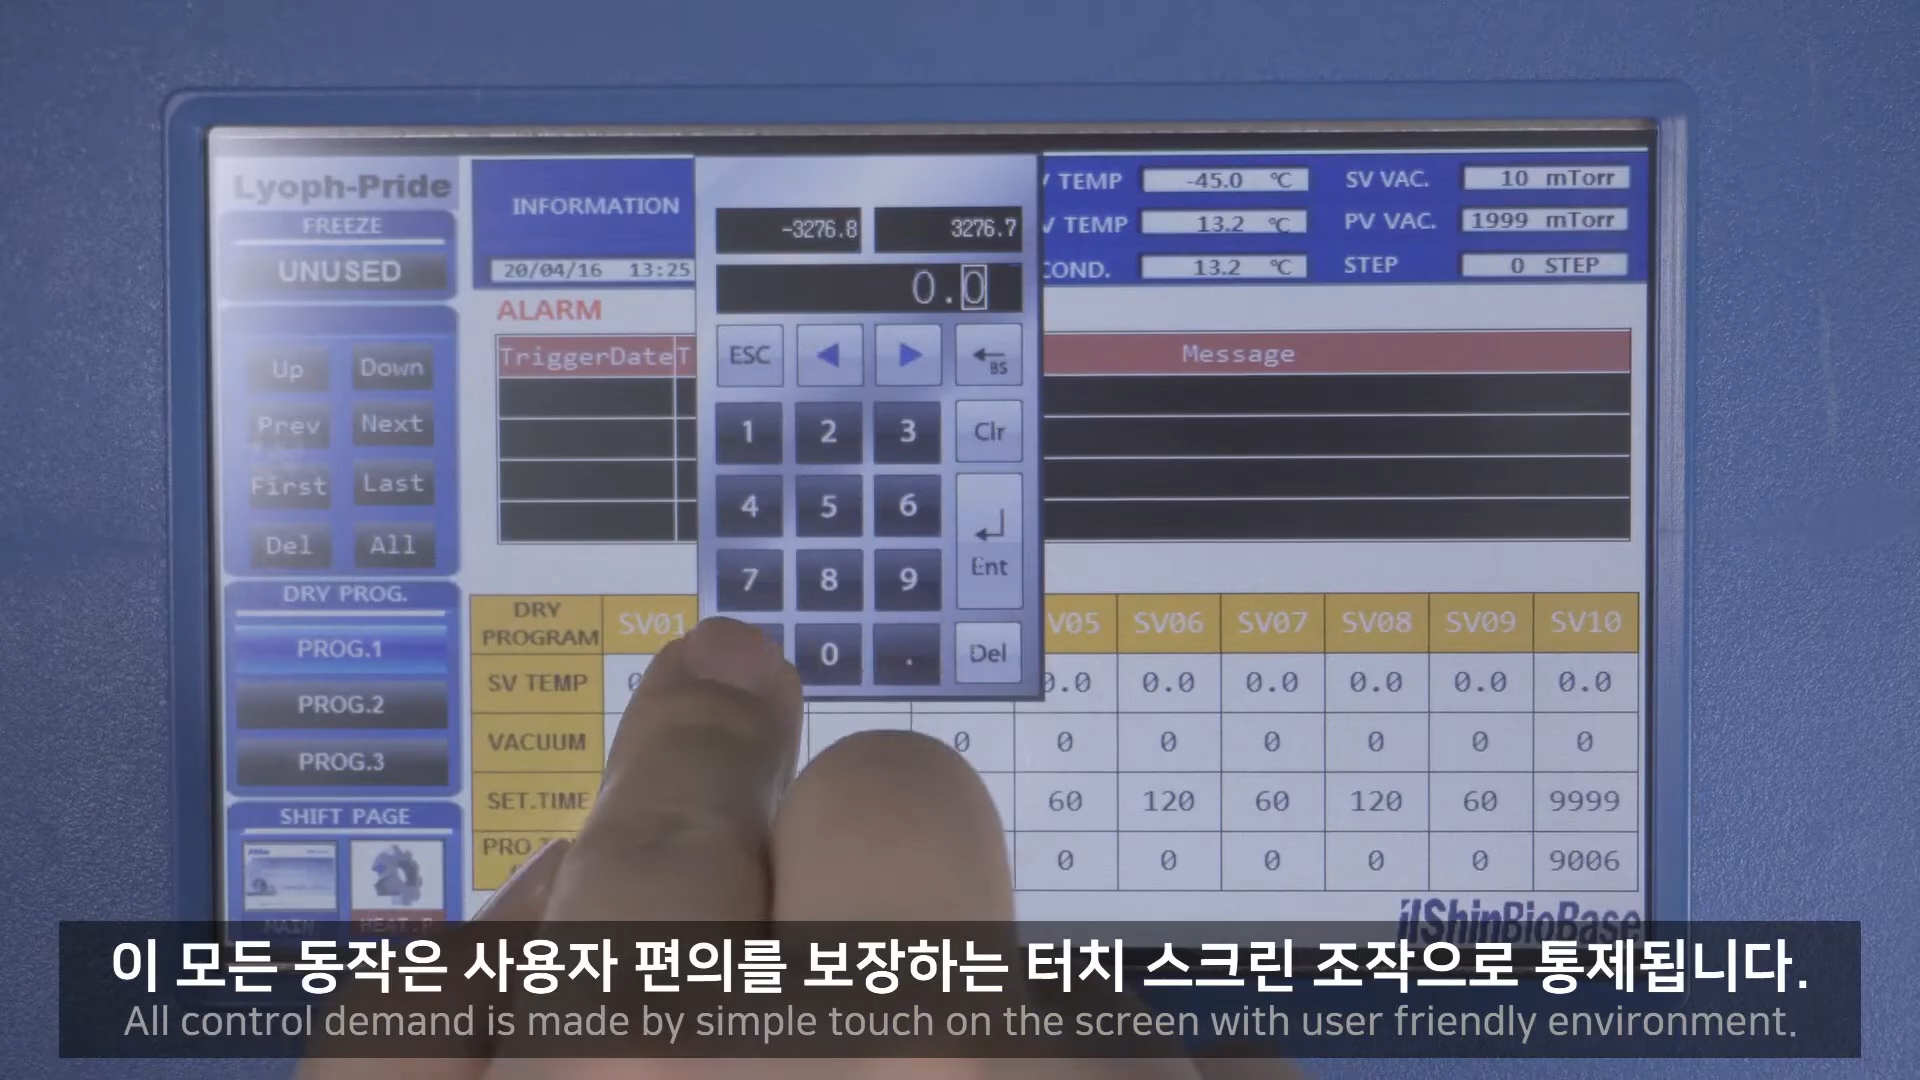 Lyoph-Pride
FREEZE
UNUSED
Up Down
Prev Next
First Last
Del All
DRY PROG.
PROG.1
PROG.2
PROG.3
SHIFT PAGE
MAIN HEAT.P
INFORMATION
20/04/16 13:25
TEMP -45.0 ℃ SV VAC. 10 mTorr
TEMP 13.2 ℃ PV VAC. 1999 mTorr
COND. 13.2 ℃ STEP 0 STEP
ALARM
TriggerDate T Message
-3276.8 3276.7
0.0
ESC ◀ ▶ BS
1 2 3 Clr
4 5 6
7 8 9 Ent
0 . Del
DRY PROGRAM SV01 V05 SV06 SV07 SV08 SV09 SV10
SV TEMP 0.0 0.0 0.0 0.0 0.0 0.0
VACUUM 0 0 0 0 0 0 0
SET.TIME 60 120 60 120 60 9999
PRO 0 0 0 0 0 9006
ilShinBioBase
이 모든 동작은 사용자 편의를 보장하는 터치 스크린 조작으로 통제됩니다.
All control demand is made by simple touch on the screen with user friendly environment.